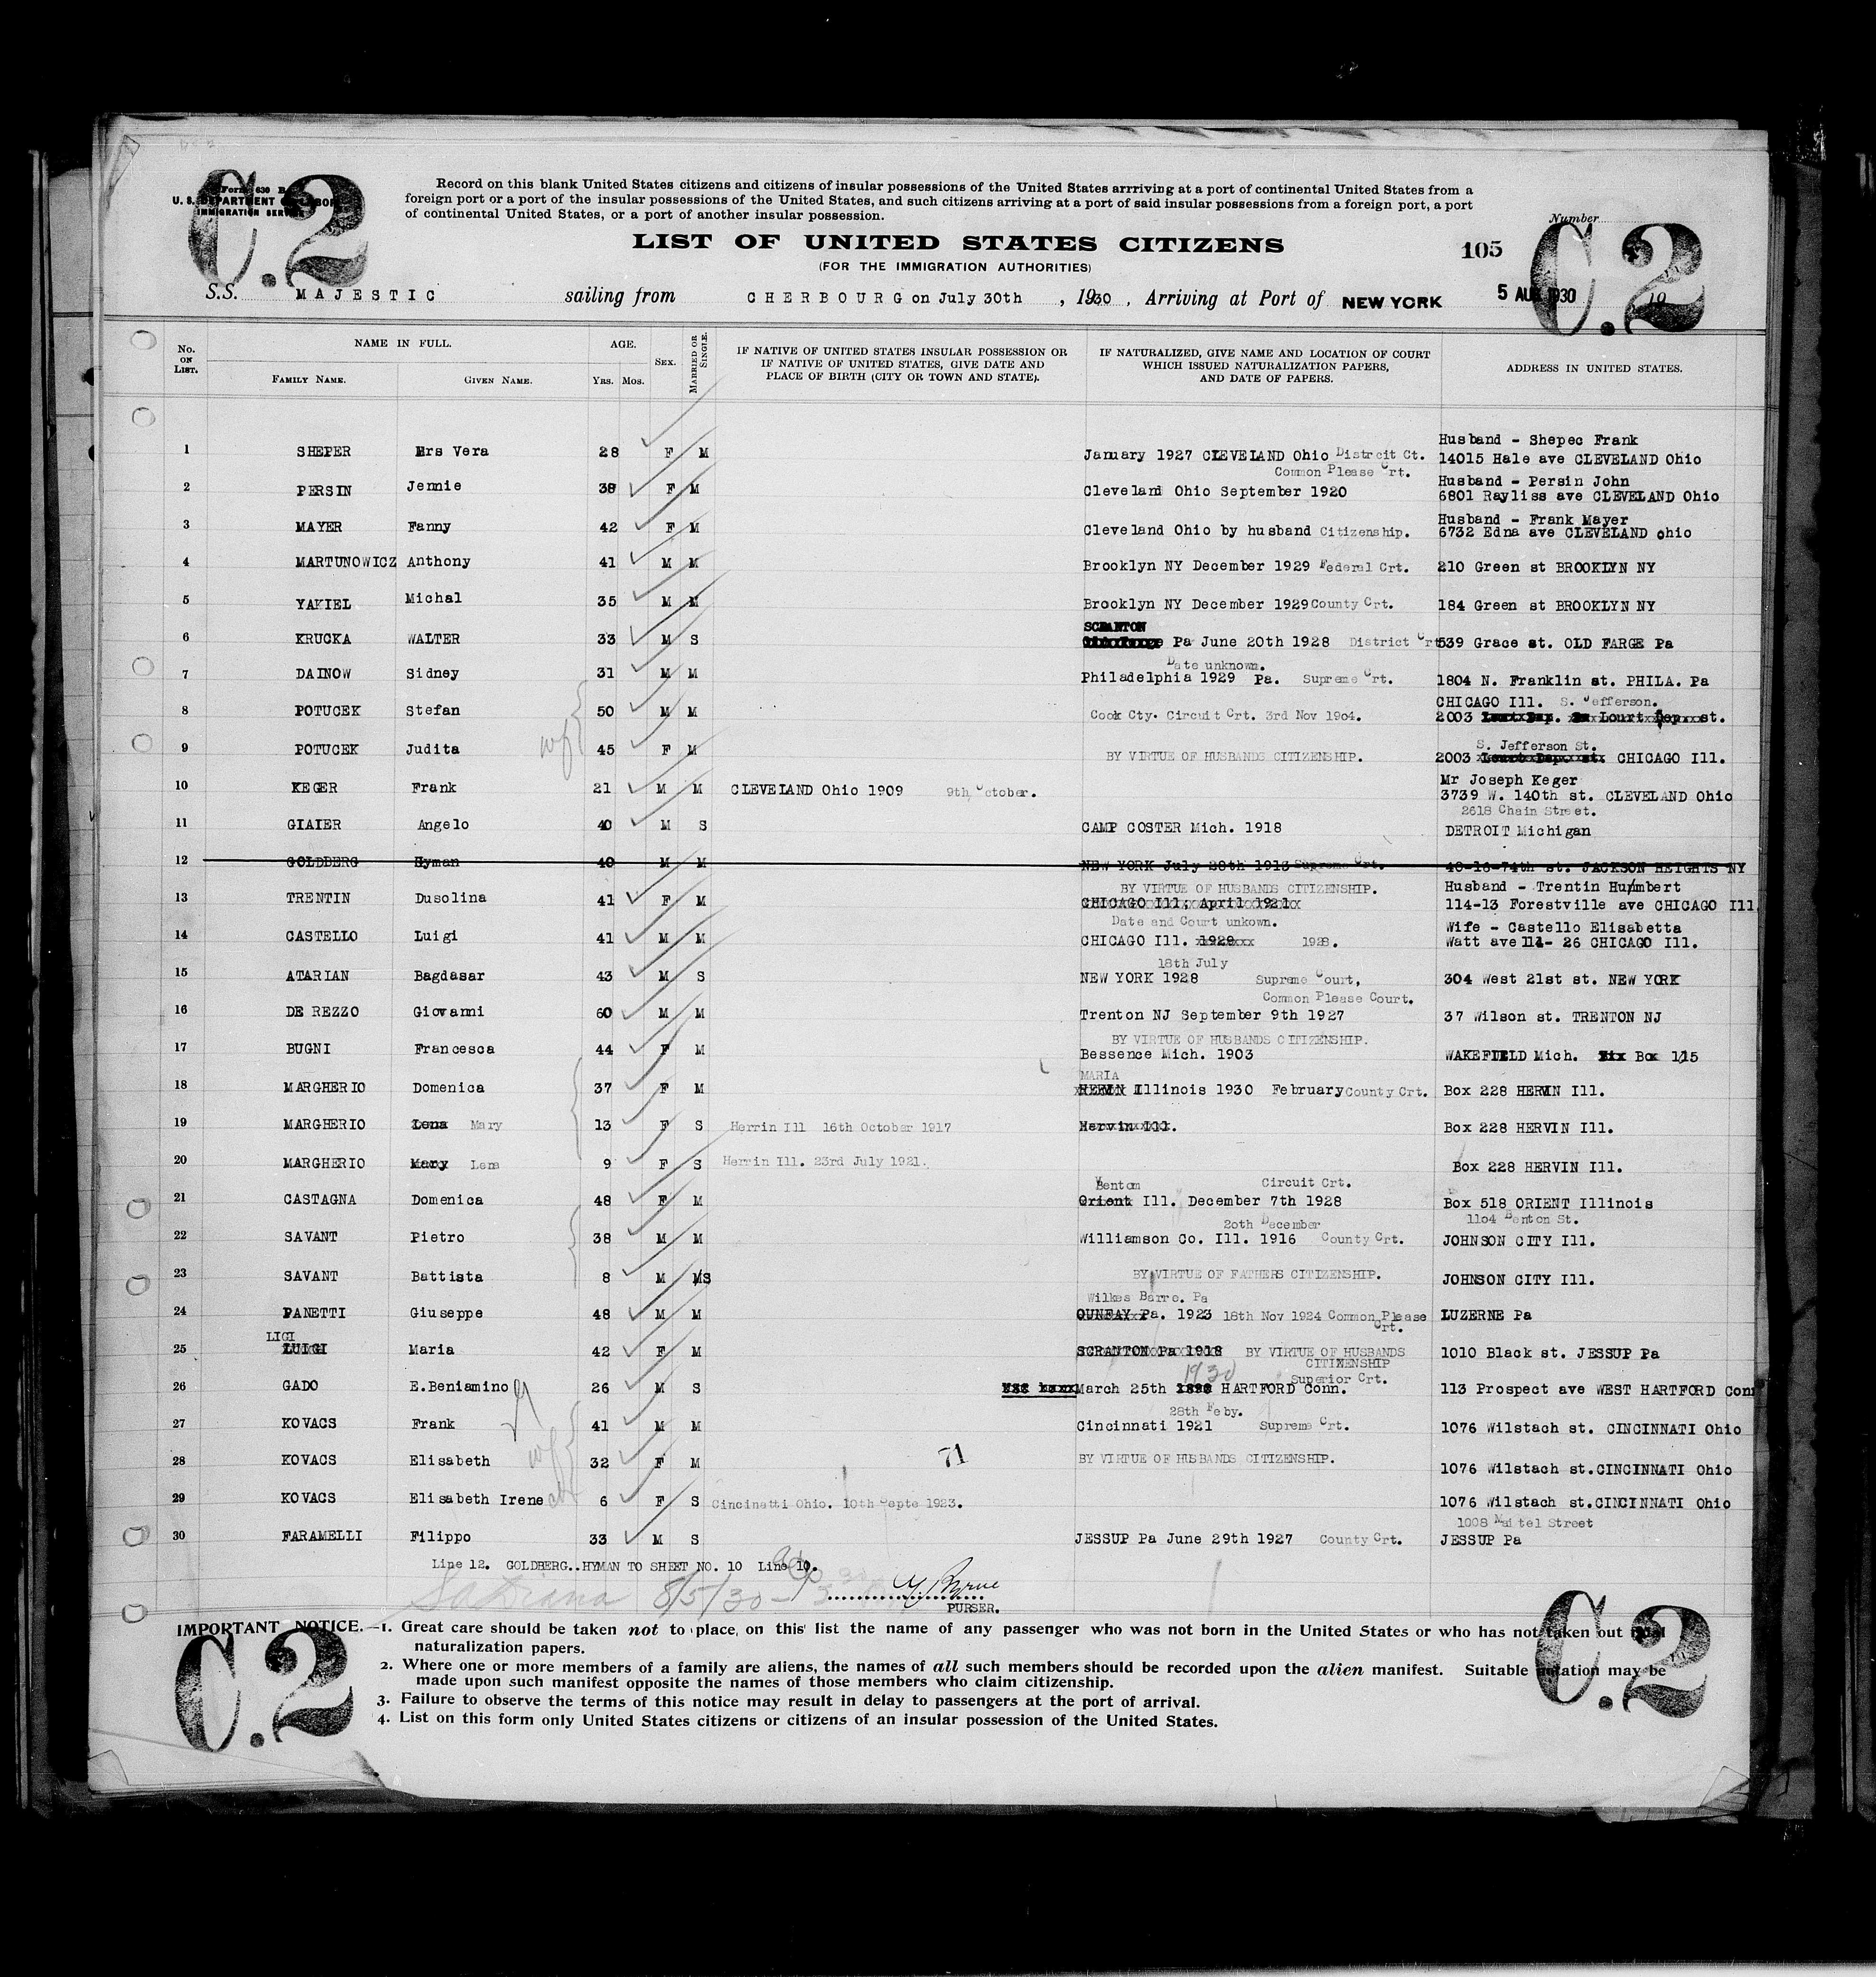 C.2
Form 630 B
U. S. DEPARTMENT OF LABOR
IMMIGRATION SERVICE
Record on this blank United States citizens and citizens of insular possessions of the United States arrriving at a port of continental United States from a
foreign port or a port of the insular possessions of the United States, and such citizens arriving at a port of said insular possessions from a foreign port, a port
of continental United States, or a port of another insular possession.
Number
C.2
LIST OF UNITED STATES CITIZENS
105
(FOR THE IMMIGRATION AUTHORITIES)
S.S. MAJESTIC sailing from CHERBOURG on July 30th , 1930 , Arriving at Port of NEW YORK 5 AUG 1930 19
No. ON LIST. NAME IN FULL. AGE. SEX. MARRIED OR SINGLE. IF NATIVE OF UNITED STATES INSULAR POSSESSION OR IF NATIVE OF UNITED STATES, GIVE DATE AND PLACE OF BIRTH (CITY OR TOWN AND STATE). IF NATURALIZED, GIVE NAME AND LOCATION OF COURT WHICH ISSUED NATURALIZATION PAPERS, AND DATE OF PAPERS. ADDRESS IN UNITED STATES.
FAMILY NAME. GIVEN NAME. YRS. MOS.
Husband - Shepec Frank
1 SHEPER Mrs Vera 28 F M January 1927 CLEVELAND Ohio Distrcit Ct. 14015 Hale ave CLEVELAND Ohio
Common Please Crt. Husband - Persin John
2 PERSIN Jennie 38 F M Cleveland Ohio September 1920 6801 Rayliss ave CLEVELAND Ohio
Husband - Frank Mayer
3 MAYER Fanny 42 F M Cleveland Ohio by husband Citizenship. 6732 Edna ave CLEVELAND ohio
4 MARTUNOWICZ Anthony 41 M M Brooklyn NY December 1929 Federal Crt. 210 Green st BROOKLYN NY
5 YAKIEL Michal 35 M M Brooklyn NY December 1929 County Crt. 184 Green st BROOKLYN NY
SCRANTON
6 KRUCKA WALTER 33 M S Pa June 20th 1928 District Crt 539 Grace st. OLD FARGE Pa
Date unknown.
7 DAINOW Sidney 31 M M Philadelphia 1929 Pa. Supreme Crt. 1804 N. Franklin st. PHILA. Pa
CHICAGO Ill. S. Jefferson.
8 POTUCEK Stefan 50 M M Cook Cty. Circuit Crt. 3rd Nov 1904. 2003 st.
S. Jefferson St.
9 POTUCEK Judita 45 F M BY VIRTUE OF HUSBANDS CITIZENSHIP. 2003 CHICAGO Ill.
Mr Joseph Keger
10 KEGER Frank 21 M M CLEVELAND Ohio 1909 9th October. 3739 W. 140th st. CLEVELAND Ohio
2618 Chain Street.
11 GIAIER Angelo 40 M S CAMP COSTER Mich. 1918 DETROIT Michigan
12 GOLDBERG Hyman 40 M M NEW YORK July 28th 1913 Supreme Crt. 40-16-74th st. JACKSON HEIGHTS NY
BY VIRTUE OF HUSBANDS CITIZENSHIP. Husband - Trentin Humbert
13 TRENTIN Dusolina 41 F M CHICAGO Ill, April 1921 114-13 Forestville ave CHICAGO Ill
Date and Court unkown. Wife - Castello Elisabetta
14 CASTELLO Luigi 41 M M CHICAGO Ill. 1929 1928. Watt ave 111- 26 CHICAGO Ill.
18th July
15 ATARIAN Bagdasar 43 M S NEW YORK 1928 Supreme Court, 304 West 21st st. NEW YORK
Common Please Court.
16 DE REZZO Giovanni 60 M M Trenton NJ September 9th 1927 37 Wilson st. TRENTON NJ
BY VIRTUE OF HUSBANDS CITIZENSHIP.
17 BUGNI Francesca 44 F M Bessence Mich. 1903 WAKEFIELD Mich. Box 115
MARIA
18 MARGHERIO Domenica 37 F M HERVIN Illinois 1930 February County Crt. Box 228 HERVIN Ill.
19 MARGHERIO Lena Mary 13 F S Herrin Ill 16th October 1917 Hervin Ill. Box 228 HERVIN Ill.
20 MARGHERIO Mary Lena 9 F S Herrin Ill. 23rd July 1921. Box 228 HERVIN Ill.
Benton Circuit Crt.
21 CASTAGNA Domenica 48 F M Orient Ill. December 7th 1928 Box 518 ORIENT Illinois
20th December 1104 Benton St.
22 SAVANT Pietro 38 M M Williamson Co. Ill. 1916 County Crt. JOHNSON CITY Ill.
23 SAVANT Battista 8 M MS BY VIRTUE OF FATHERS CITIZENSHIP. JOHNSON CITY Ill.
Wilkes Barre. Pa
24 PANETTI Giuseppe 48 M M Pa. 1923 18th Nov 1924 Common Please Crt. LUZERNE Pa
LIGI
25 LUIGI Maria 42 F M SCRANTON Pa 1918 BY VIRTUE OF HUSBANDS CITIZENSHIP 1010 Black st. JESSUP Pa
1930 Superior Crt.
26 GADO E.Beniamino 26 M S March 25th HARTFORD Conn. 113 Prospect ave WEST HARTFORD Conn
28th Feby.
27 KOVACS Frank 41 M M Cincinnati 1921 Supreme Crt. 1076 Wilstach st. CINCINNATI Ohio
wf
28 KOVACS Elisabeth 32 F M 71 BY VIRTUE OF HUSBANDS CITIZENSHIP. 1076 Wilstach st.CINCINNATI Ohio
29 KOVACS Elisabeth Irene 6 F S Cincinatti Ohio. 10th Septe 1923. 1076 Wilstach st.CINCINNATI Ohio
1008 Maitel Street
30 FARAMELLI Filippo 33 M S JESSUP Pa June 29th 1927 County Crt. JESSUP Pa
Line 12. GOLDBERG..HYMAN TO SHEET NO. 10 Line 10.
8/5/30
PURSER.
IMPORTANT NOTICE.—1. Great care should be taken not to place on this list the name of any passenger who was not born in the United States or who has not taken out final
naturalization papers.
2. Where one or more members of a family are aliens, the names of all such members should be recorded upon the alien manifest. Suitable notation may be
made upon such manifest opposite the names of those members who claim citizenship.
3. Failure to observe the terms of this notice may result in delay to passengers at the port of arrival.
4. List on this form only United States citizens or citizens of an insular possession of the United States.
C.2
C.2